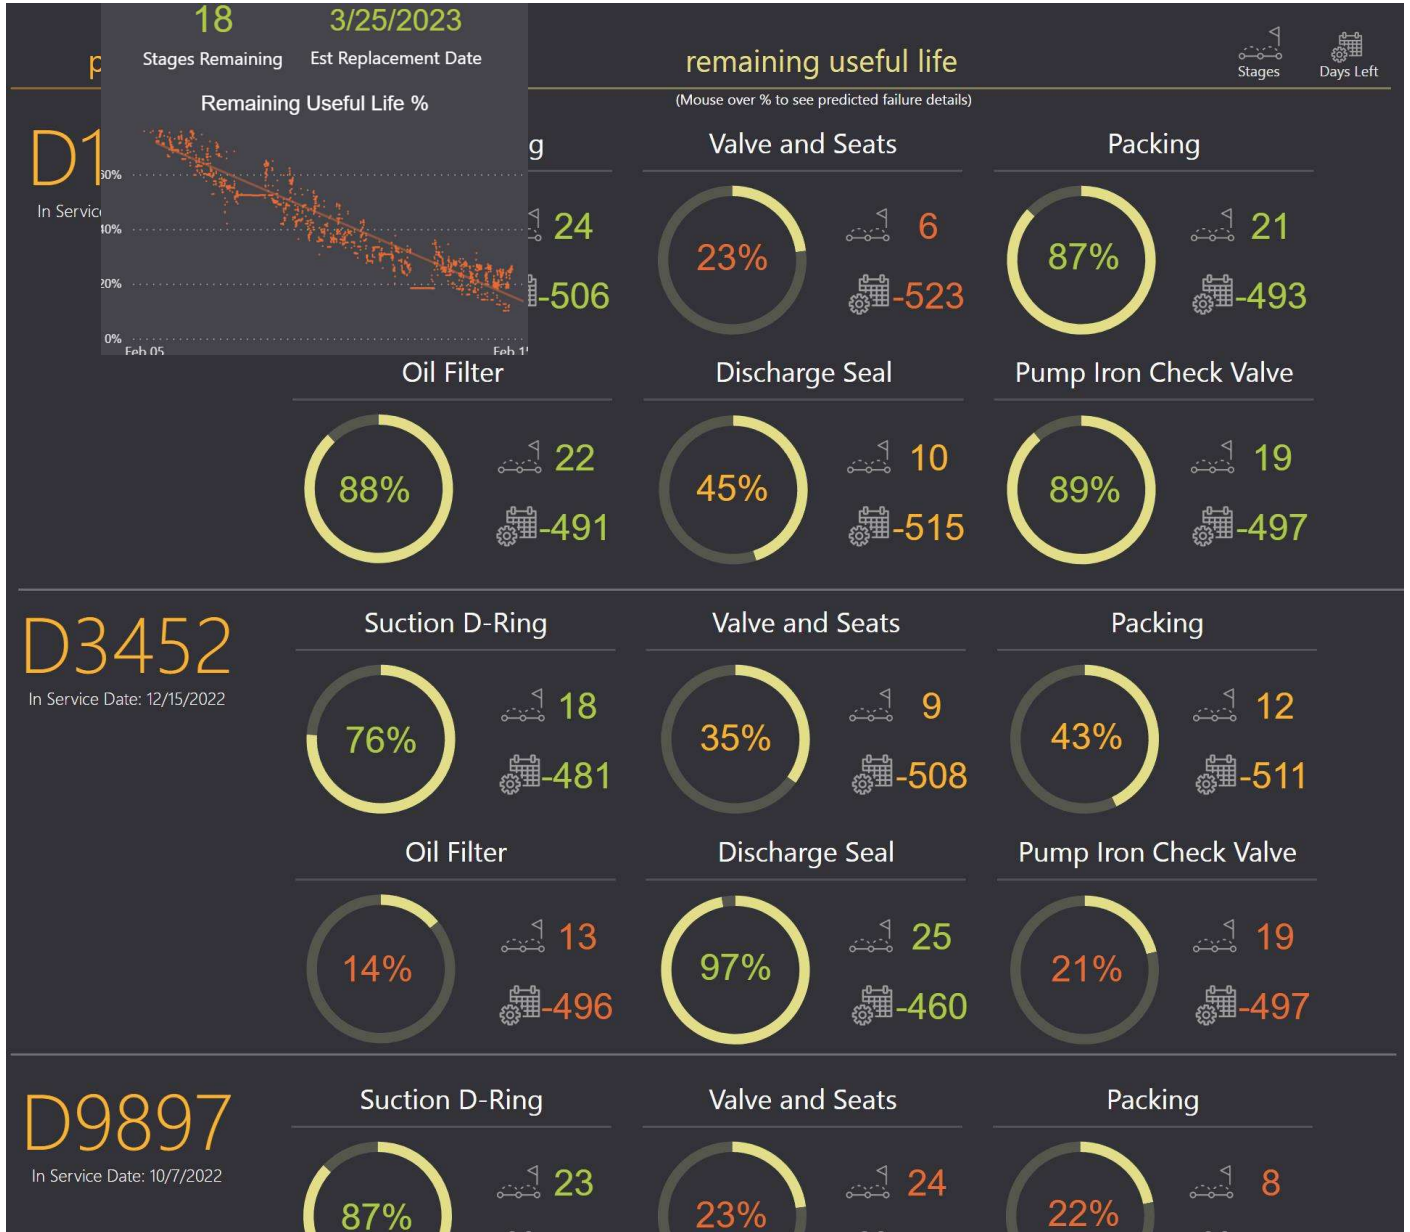 18 3/25/2023
Stages Remaining Est Replacement Date
remaining useful life
Stages Days Left
Remaining Useful Life %
(Mouse over % to see predicted failure details)
40%
20%
0%
Feb 05
Valve and Seats Packing
In Servic
24 23% 6 87% 21
-506 -523 -493
Oil Filter Discharge Seal Pump Iron Check Valve
88% 22 45% 10 89% 19
-491 -515 -497
D3452
In Service Date: 12/15/2022
Suction D-Ring Valve and Seats Packing
76% 18 35% 9 43% 12
-481 -508 -511
Oil Filter Discharge Seal Pump Iron Check Valve
14% 13 97% 25 21% 19
-496 -460 -497
D9897
In Service Date: 10/7/2022
Suction D-Ring Valve and Seats Packing
87% 23 23% 24 22% 8